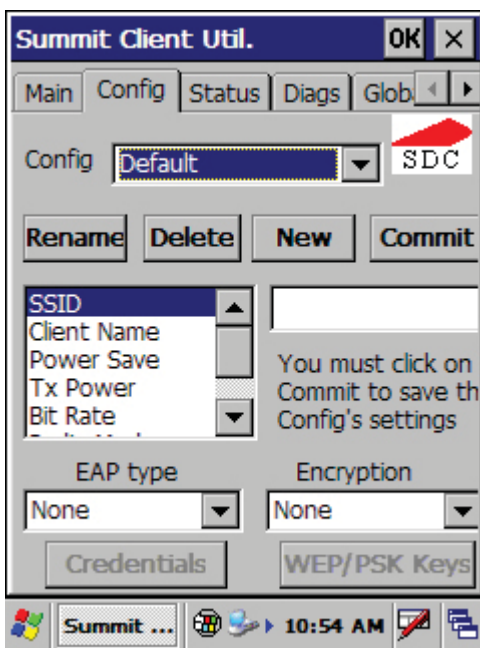 Summit Client Util. OK ×
Main Config Status Diags Glob
Config Default SDC
Rename Delete New Commit
SSID
Client Name
Power Save
Tx Power
Bit Rate
You must click on
Commit to save th
Config's settings
EAP type Encryption
None None
Credentials WEP/PSK Keys
Summit ... 10:54 AM